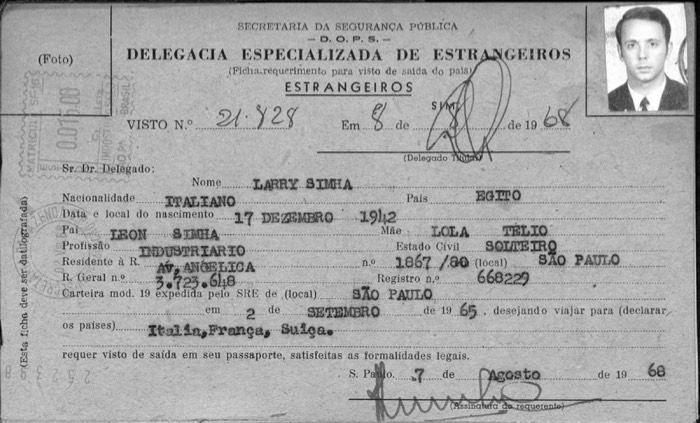 SECRETARIA DA SEGURANÇA PÚBLICA
— D. O. P. S. —
(Foto)
DELEGACIA ESPECIALIZADA DE ESTRANGEIROS
(Ficha-requerimento para visto de saída do país)
ESTRANGEIROS
VISTO N.º 21.828 Em 8 de 8 de 1968
(Delegado Titular)
Sr. Dr. Delegado:
Nome LARRY SIMHA
Nacionalidade ITALIANO País EGITO
Data e local do nascimento 17 DEZEMBRO 1942
Pai LEON SIMHA Mãe LOLA TÉLIO
Profissão INDUSTRIARIO Estado Civil SOLTEIRO
Residente à R. AV. ANGELICA n.º 1867/80 (local) SÃO PAULO
R. Geral n.º 3.723.648 Registro n.º 668229
Carteira mod. 19 expedida pelo SRE de (local) SÃO PAULO
em 2 de SETEMBRO de 1965, desejando viajar para (declarar
os países) Italia, França, Suiça.
requer visto de saída em seu passaporte, satisfeitas as formalidades legais.
S. Paulo. 7 de Agosto de 1968
(Assinatura do requerente)
(Esta ficha deve ser datilografada)